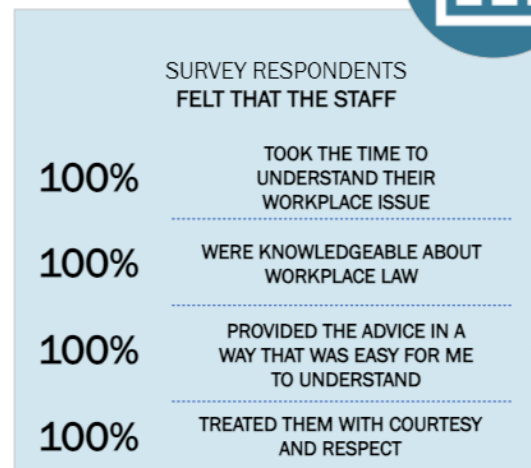 SURVEY RESPONDENTS
FELT THAT THE STAFF
100%
TOOK THE TIME TO
UNDERSTAND THEIR
WORKPLACE ISSUE
100%
WERE KNOWLEDGEABLE ABOUT
WORKPLACE LAW
100%
PROVIDED THE ADVICE IN A
WAY THAT WAS EASY FOR ME
TO UNDERSTAND
100%
TREATED THEM WITH COURTESY
AND RESPECT